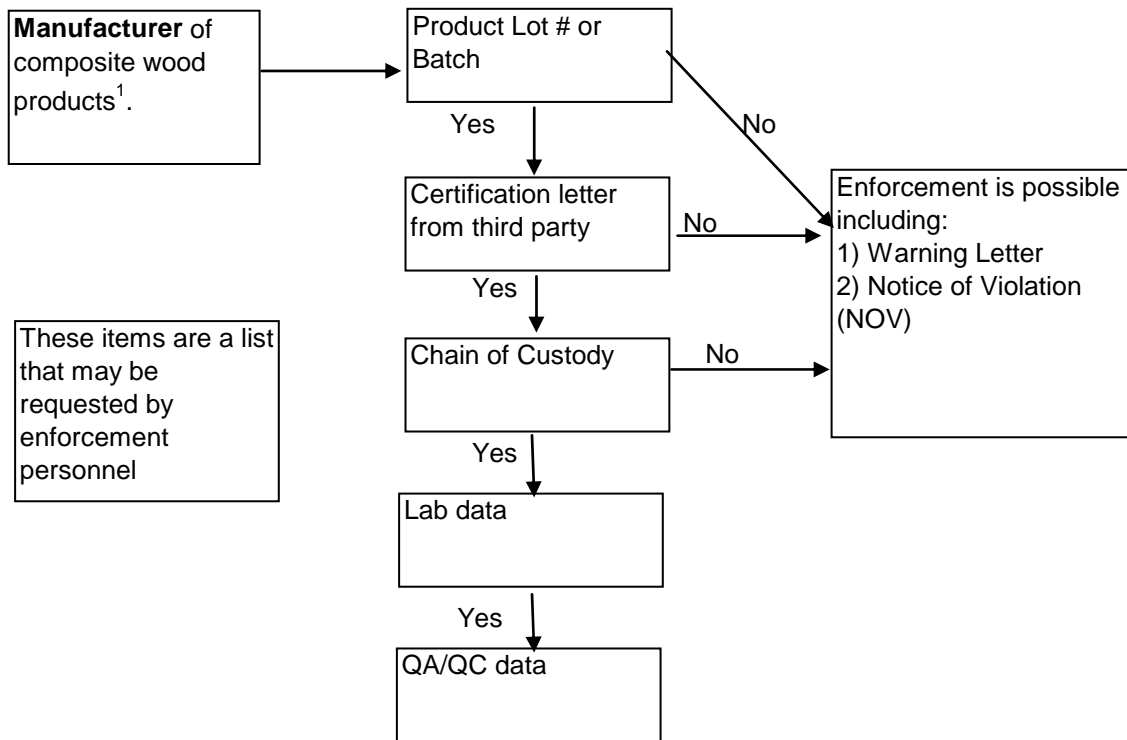 Manufacturer of
composite wood
products1.
Product Lot # or
Batch
Yes
No
Certification letter
from third party
No
Enforcement is possible
including:
1) Warning Letter
2) Notice of Violation
(NOV)
Yes
These items are a list
that may be
requested by
enforcement
personnel
Chain of Custody
No
Yes
Lab data
Yes
QA/QC data